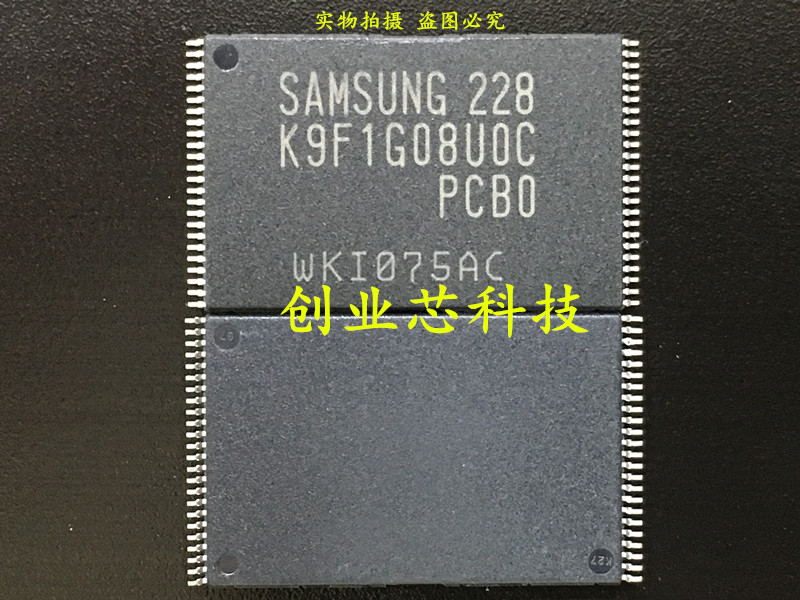 实物拍摄 盗图必究
SAMSUNG 228
K9F1G08U0C
PCB0
WKI075AC
创业芯科技
K27